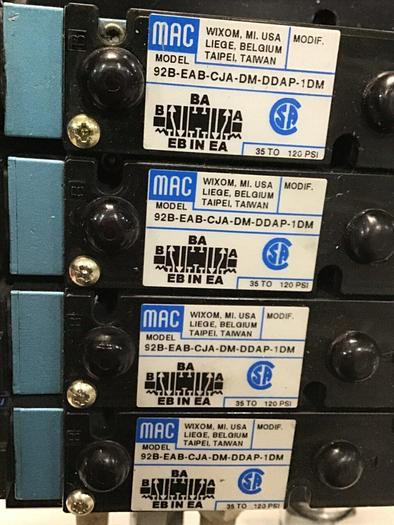 MAC
WIXOM, MI. USA
LIEGE, BELGIUM
TAIPEI, TAIWAN
MODIF.
MODEL
92B-EAB-CJA-DM-DDAP-1DM
BA
B A
EB IN EA
35 TO 120 PSI
MAC
WIXOM, MI. USA
LIEGE, BELGIUM
TAIPEI, TAIWAN
MODIF.
MODEL
92B-EAB-CJA-DM-DDAP-1DM
BA
B A
EB IN EA
35 TO 120 PSI
MAC
WIXOM, MI. USA
LIEGE, BELGIUM
TAIPEI, TAIWAN
MODIF.
MODEL
92B-EAB-CJA-DM-DDAP-1DM
BA
B A
EB IN EA
35 TO 120 PSI
MAC
WIXOM, MI. USA
LIEGE, BELGIUM
TAIPEI, TAIWAN
MODIF.
MODEL
92B-EAB-CJA-DM-DDAP-1DM
BA
B A
EB IN EA
35 TO 120 PSI